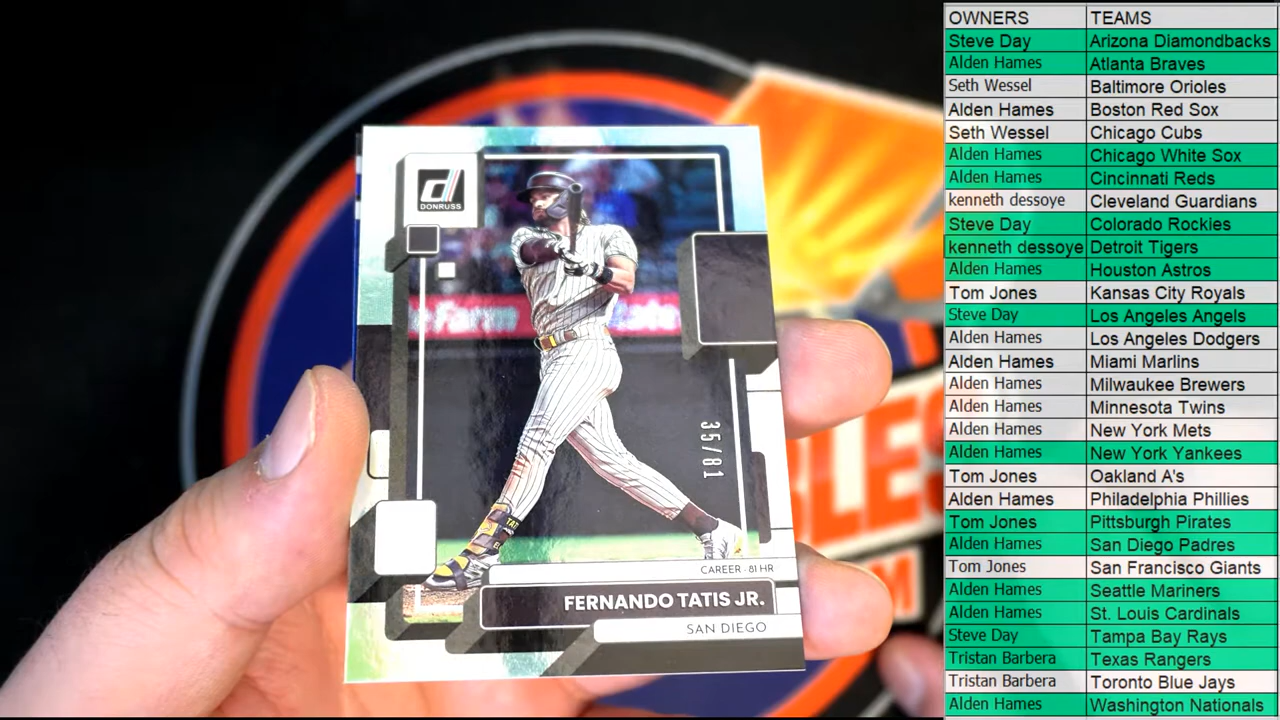 DONRUSS
35/81
CAREER · 81 HR
FERNANDO TATIS JR.
SAN DIEGO
OWNERS TEAMS
Steve Day Arizona Diamondbacks
Alden Hames Atlanta Braves
Seth Wessel Baltimore Orioles
Alden Hames Boston Red Sox
Seth Wessel Chicago Cubs
Alden Hames Chicago White Sox
Alden Hames Cincinnati Reds
kenneth dessoye Cleveland Guardians
Steve Day Colorado Rockies
kenneth dessoye Detroit Tigers
Alden Hames Houston Astros
Tom Jones Kansas City Royals
Steve Day Los Angeles Angels
Alden Hames Los Angeles Dodgers
Alden Hames Miami Marlins
Alden Hames Milwaukee Brewers
Alden Hames Minnesota Twins
Alden Hames New York Mets
Alden Hames New York Yankees
Tom Jones Oakland A's
Alden Hames Philadelphia Phillies
Tom Jones Pittsburgh Pirates
Alden Hames San Diego Padres
Tom Jones San Francisco Giants
Alden Hames Seattle Mariners
Alden Hames St. Louis Cardinals
Steve Day Tampa Bay Rays
Tristan Barbera Texas Rangers
Tristan Barbera Toronto Blue Jays
Alden Hames Washington Nationals